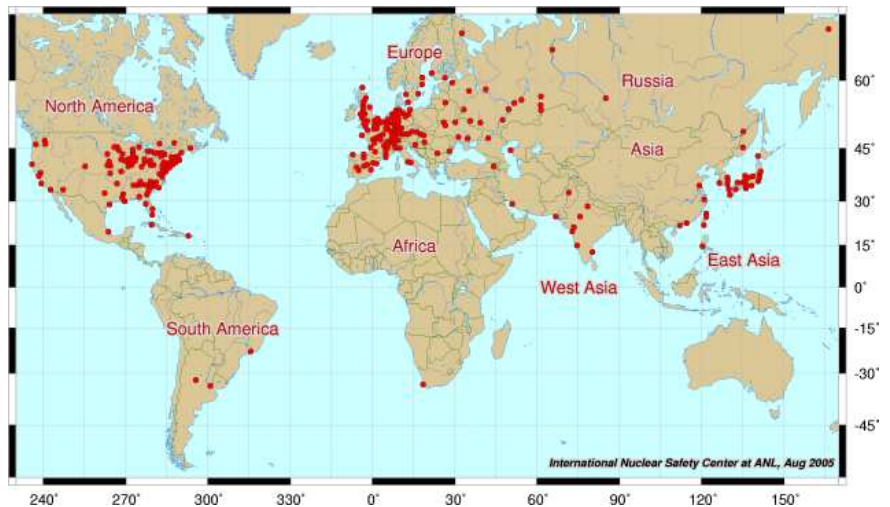 Europe
Russia
North America
Asia
Africa
East Asia
West Asia
South America
International Nuclear Safety Center at ANL, Aug 2005
60°
45°
30°
15°
0°
-15°
-30°
-45°
240° 270° 300° 330° 0° 30° 60° 90° 120° 150°